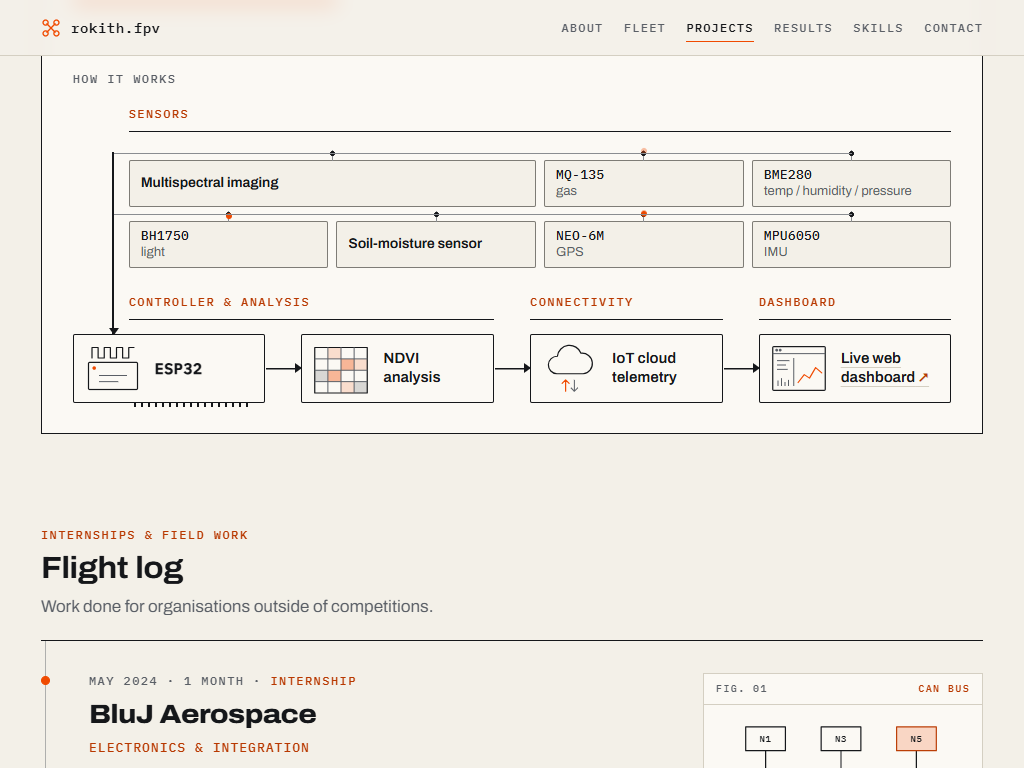 rokith.fpv
ABOUT FLEET PROJECTS RESULTS SKILLS CONTACT
HOW IT WORKS
SENSORS
Multispectral imaging
MQ-135
gas
BME280
temp / humidity / pressure
BH1750
light
Soil-moisture sensor
NEO-6M
GPS
MPU6050
IMU
CONTROLLER & ANALYSIS
CONNECTIVITY
DASHBOARD
ESP32
NDVI
analysis
IoT cloud
telemetry
Live web
dashboard ↗
INTERNSHIPS & FIELD WORK
Flight log
Work done for organisations outside of competitions.
MAY 2024 · 1 MONTH · INTERNSHIP
BluJ Aerospace
ELECTRONICS & INTEGRATION
FIG. 01
CAN BUS
N1
N3
N5